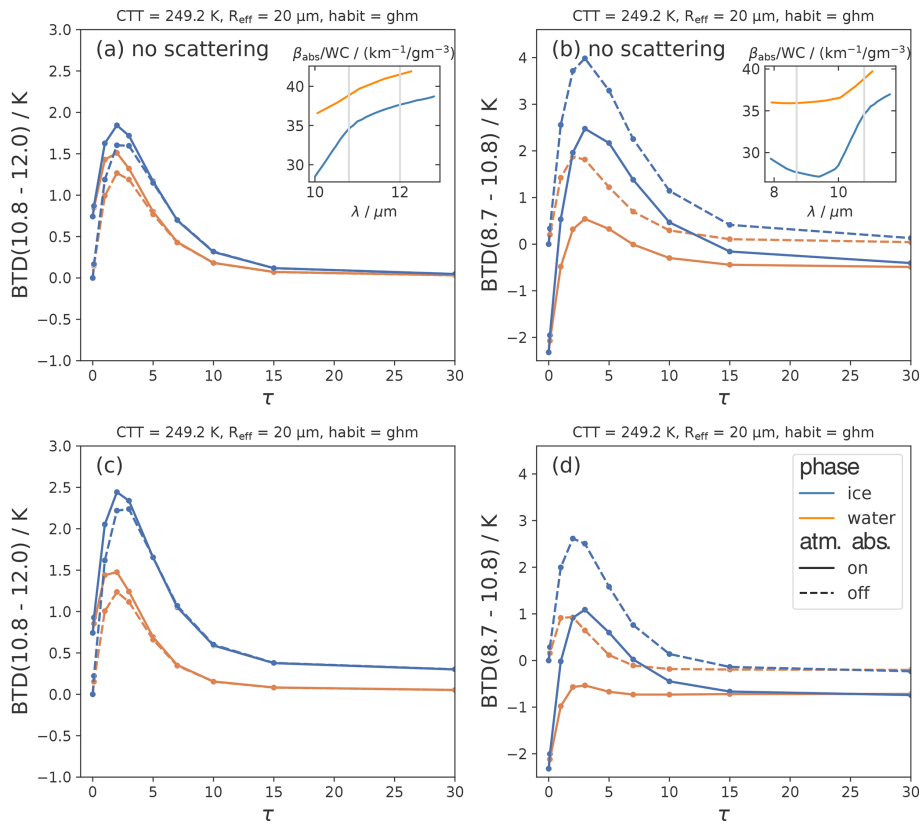 CTT = 249.2 K, R_eff = 20 μm, habit = ghm
CTT = 249.2 K, R_eff = 20 μm, habit = ghm
(a) no scattering
β_abs/WC / (km⁻¹/gm⁻³)
40
35
30
10
12
λ / μm
BTD(10.8 - 12.0) / K
3.0
2.5
2.0
1.5
1.0
0.5
0.0
−0.5
−1.0
0
5
10
15
20
25
30
τ
(b) no scattering
β_abs/WC / (km⁻¹/gm⁻³)
40
35
30
8
10
λ / μm
BTD(8.7 - 10.8) / K
4
3
2
1
0
−1
−2
0
5
10
15
20
25
30
τ
CTT = 249.2 K, R_eff = 20 μm, habit = ghm
CTT = 249.2 K, R_eff = 20 μm, habit = ghm
(c)
BTD(10.8 - 12.0) / K
3.0
2.5
2.0
1.5
1.0
0.5
0.0
−0.5
−1.0
0
5
10
15
20
25
30
τ
(d)
phase
ice
water
atm. abs.
on
off
BTD(8.7 - 10.8) / K
4
3
2
1
0
−1
−2
0
5
10
15
20
25
30
τ